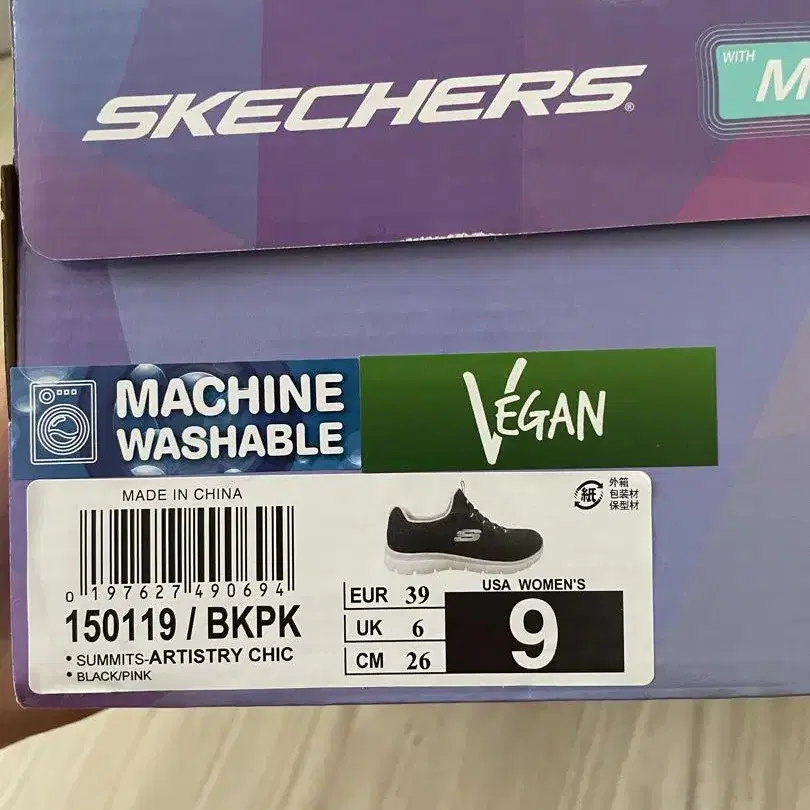 SKECHERS®
WITH
M
MACHINE
WASHABLE
VEGAN
MADE IN CHINA
0 197627 490694
150119 / BKPK
• SUMMITS-ARTISTRY CHIC
• BLACK/PINK
紙
外箱
包装材
保型材
EUR 39
UK 6
CM 26
USA WOMEN'S
9